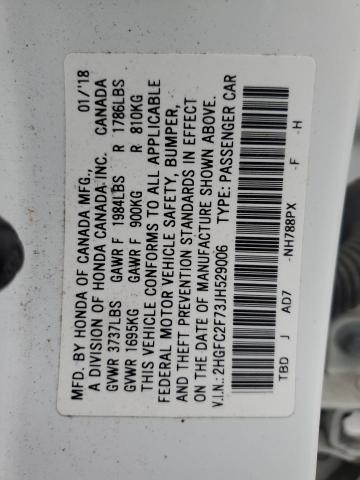 MFD. BY HONDA OF CANADA MFG., 01/'18
A DIVISION OF HONDA CANADA INC. CANADA
GVWR 3737LBS GAWR F 1984LBS R 1786LBS
GVWR 1695KG GAWR F 900KG R 810KG
THIS VEHICLE CONFORMS TO ALL APPLICABLE
FEDERAL MOTOR VEHICLE SAFETY, BUMPER,
AND THEFT PREVENTION STANDARDS IN EFFECT
ON THE DATE OF MANUFACTURE SHOWN ABOVE.
V.I.N.: 2HGFC2F73JH529006 TYPE: PASSENGER CAR
TBD J AD7 -NH788PX -F -H